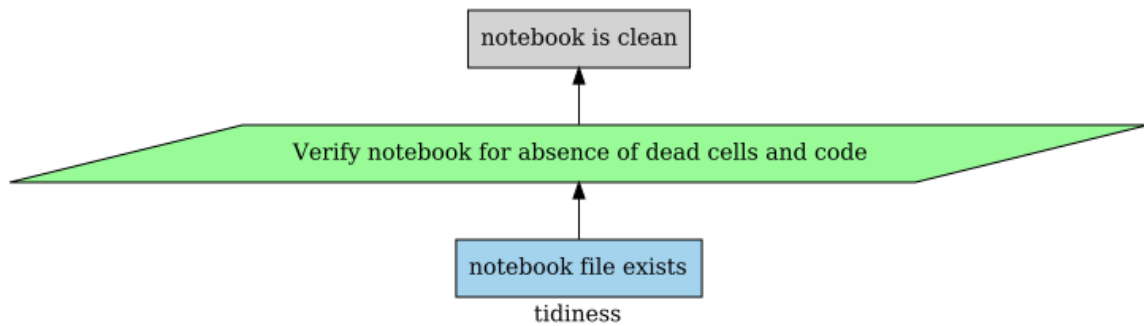 notebook is clean
Verify notebook for absence of dead cells and code
notebook file exists
tidiness